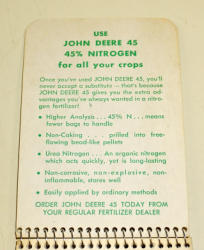 USE
JOHN DEERE 45
45% NITROGEN
for all your crops
Once you've used JOHN DEERE 45, you'll
never accept a substitute — that's because
JOHN DEERE 45 gives you the extra ad-
vantages you've always wanted in a nitro-
gen fertilizer!
• Higher Analysis . . . 45% N . . . means
fewer bags to handle
• Non-Caking . . . prilled into free-
flowing bead-like pellets
• Urea Nitrogen . . . An organic nitrogen
which acts quickly, yet is long-lasting
• Non-corrosive, non-explosive, non-
inflammable, stores well
• Easily applied by ordinary methods
ORDER JOHN DEERE 45 TODAY FROM
YOUR REGULAR FERTILIZER DEALER